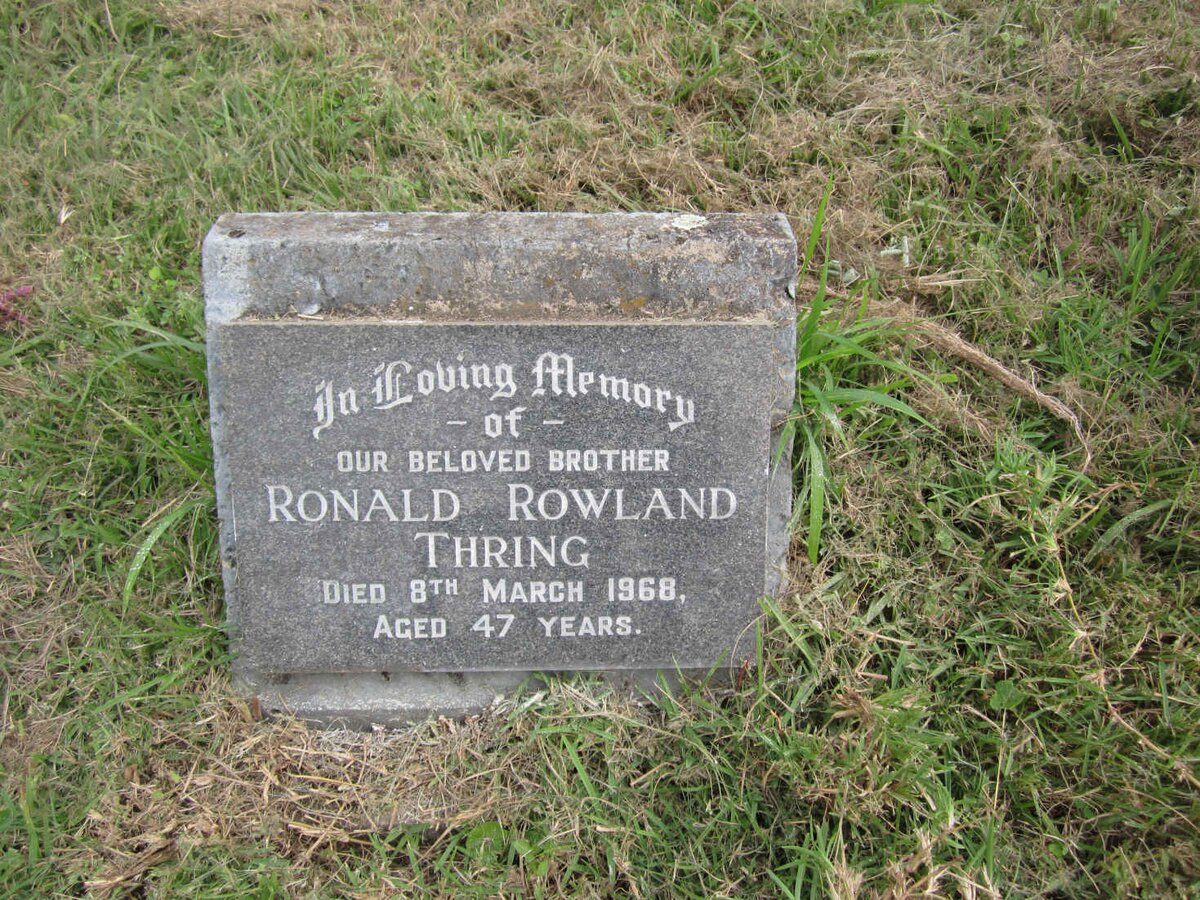 In Loving Memory
- of -
OUR BELOVED BROTHER
RONALD ROWLAND
THRING
DIED 8TH MARCH 1968,
AGED 47 YEARS.